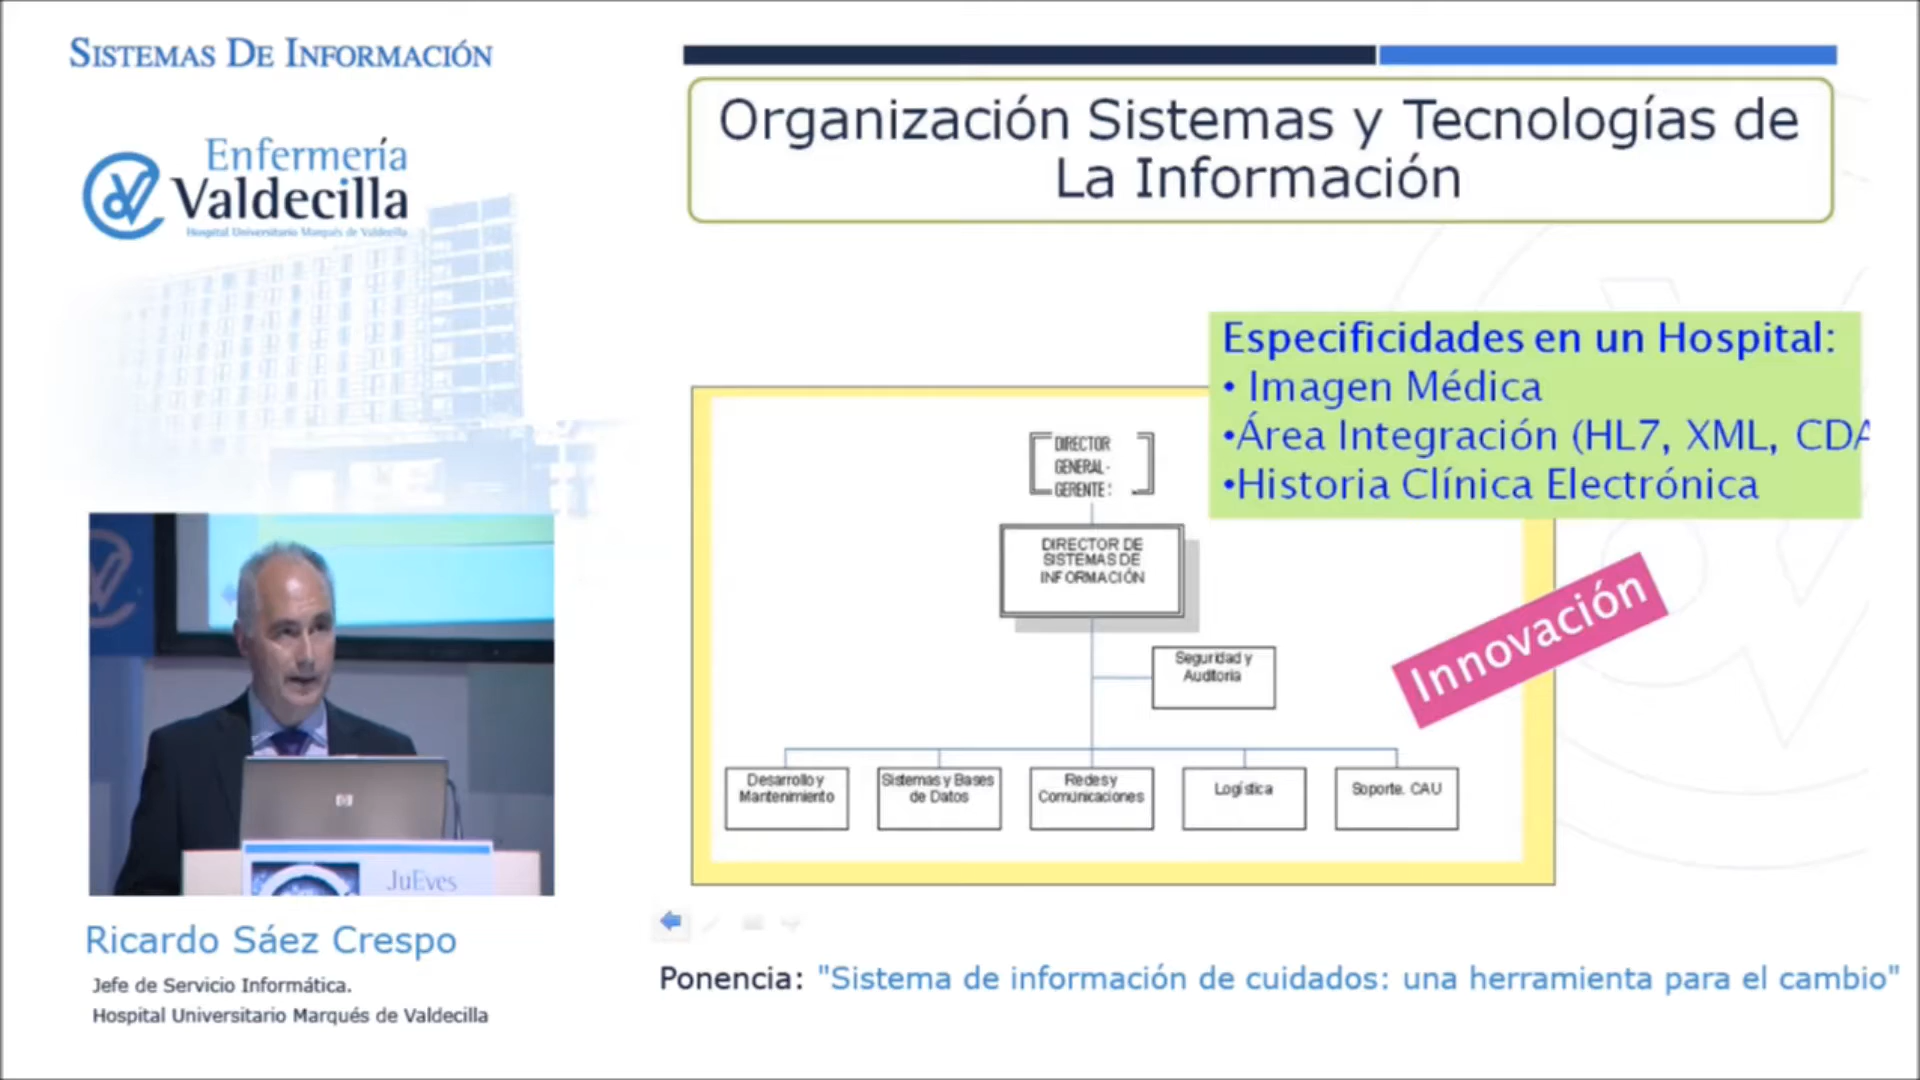 SISTEMAS DE INFORMACIÓN
Enfermería
Valdecilla
Hospital Universitario Marqués de Valdecilla
Organización Sistemas y Tecnologías de
La Información
Especificidades en un Hospital:
• Imagen Médica
•Área Integración (HL7, XML, CDA
•Historia Clínica Electrónica
DIRECTOR
GENERAL-
GERENTE:
DIRECTOR DE
SISTEMAS DE
INFORMACIÓN
Innovación
Seguridad y
Auditoria
Desarrollo y
Mantenimiento
Sistemas y Bases
de Datos
Redes y
Comunicaciones
Logística
Soporte. CAU
hp
JuEves
Ricardo Sáez Crespo
Jefe de Servicio Informática.
Hospital Universitario Marqués de Valdecilla
Ponencia: "Sistema de información de cuidados: una herramienta para el cambio"